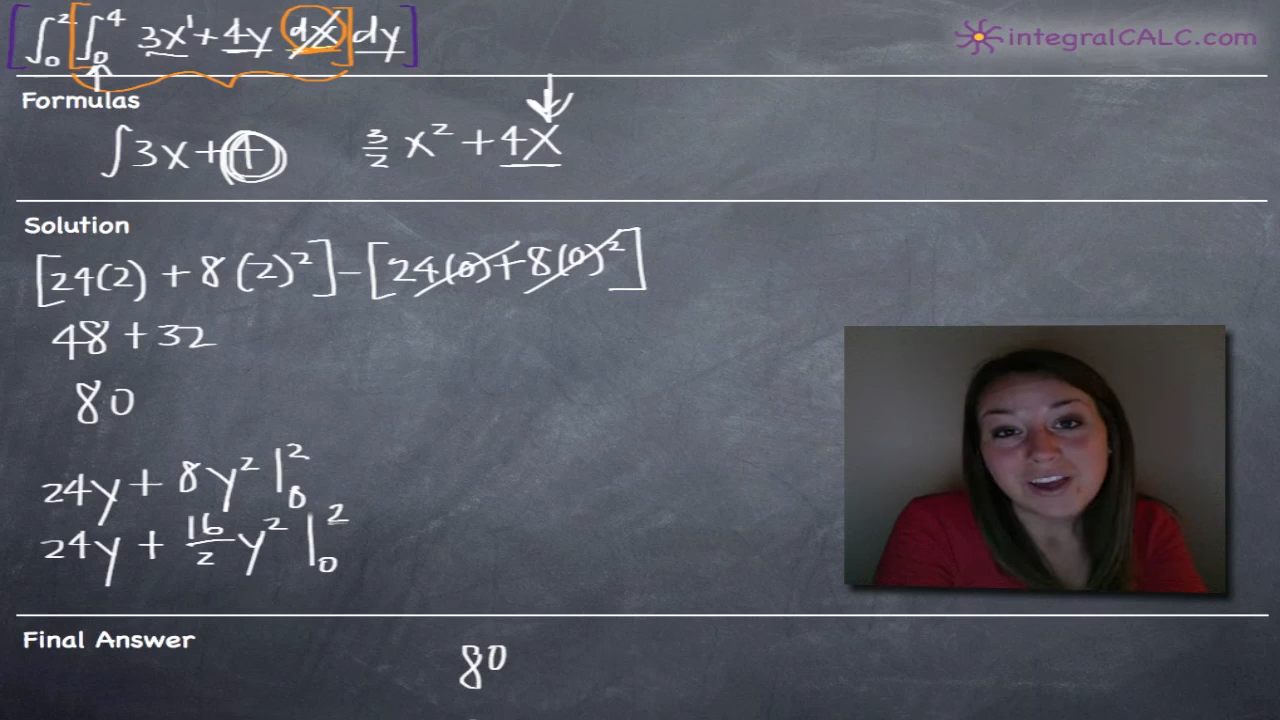 [∫₀² [∫₀⁴ 3x¹ + 4y dx] dy]
integralCALC.com
Formulas
∫3x+4 3/2 x² + 4x
Solution
[24(2) + 8(2)²] - [24(0) + 8(0)²]
48 + 32
80
24y + 8y² |₀²
24y + 16/2 y² |₀²
Final Answer
80